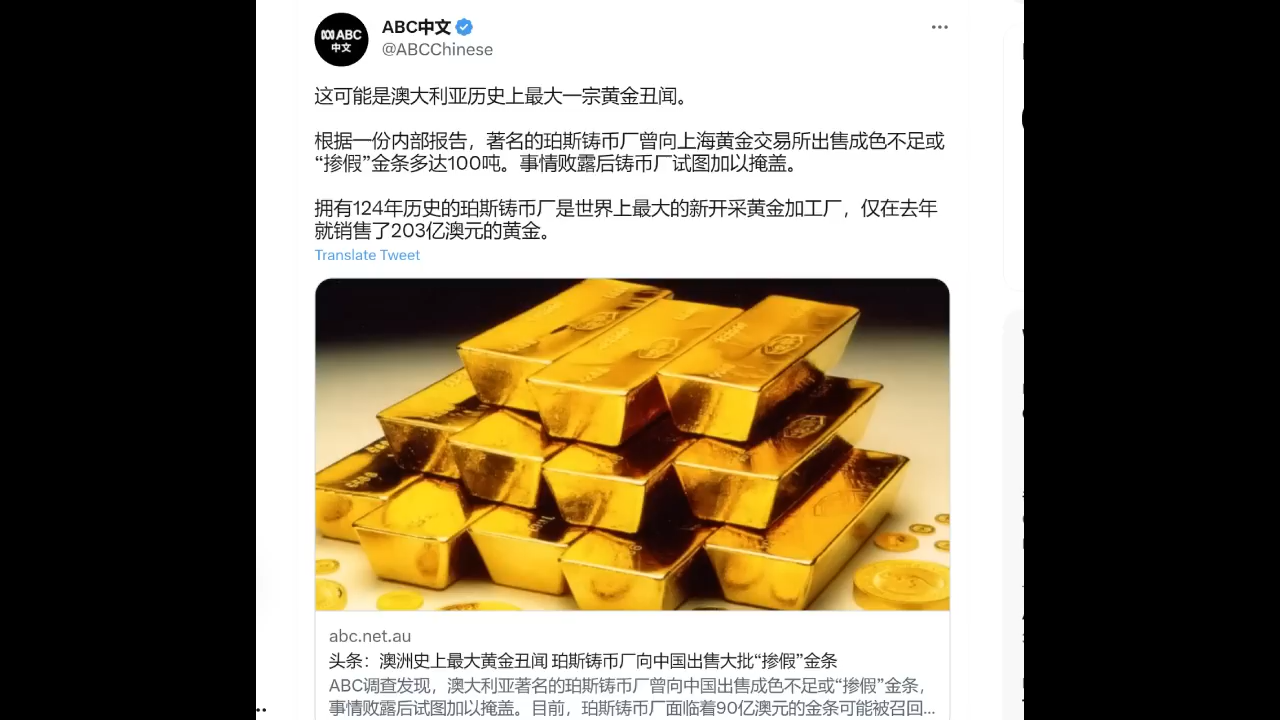 ABC
中文
ABC中文
@ABCChinese
这可能是澳大利亚历史上最大一宗黄金丑闻。
根据一份内部报告，著名的珀斯铸币厂曾向上海黄金交易所出售成色不足或
“掺假”金条多达100吨。事情败露后铸币厂试图加以掩盖。
拥有124年历史的珀斯铸币厂是世界上最大的新开采黄金加工厂，仅在去年
就销售了203亿澳元的黄金。
Translate Tweet
abc.net.au
头条：澳洲史上最大黄金丑闻 珀斯铸币厂向中国出售大批“掺假”金条
ABC调查发现，澳大利亚著名的珀斯铸币厂曾向中国出售成色不足或“掺假”金条，
事情败露后试图加以掩盖。目前，珀斯铸币厂面临着90亿澳元的金条可能被召回...